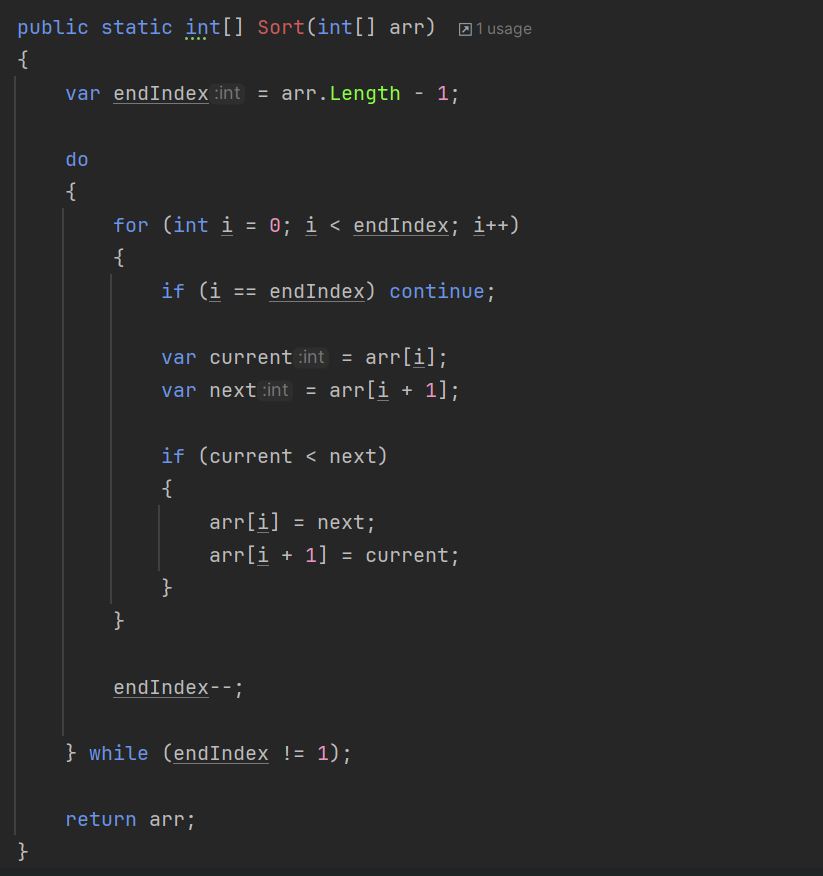 public static int[] Sort(int[] arr) 1 usage
{
    var endIndex :int = arr.Length - 1;

    do
    {
        for (int i = 0; i < endIndex; i++)
        {
            if (i == endIndex) continue;

            var current :int = arr[i];
            var next :int = arr[i + 1];

            if (current < next)
            {
                arr[i] = next;
                arr[i + 1] = current;
            }
        }

        endIndex--;

    } while (endIndex != 1);

    return arr;
}